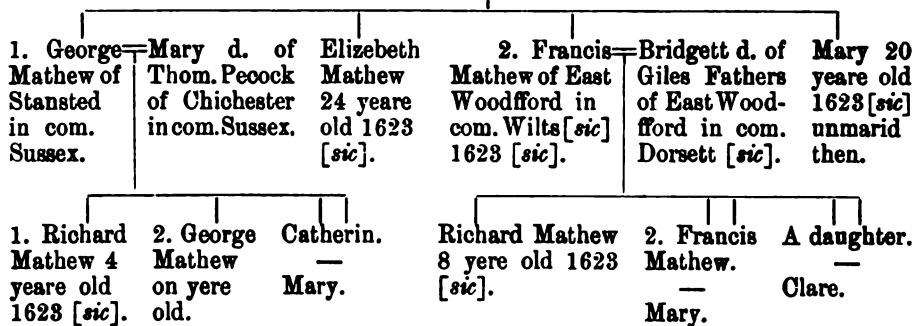 1. George═Mary d. of
Mathew of Thom. Pecock
Stansted of Chichester
in com. in com. Sussex.
Sussex.
Elizebeth
Mathew
24 yeare
old 1623
[sic].
2. Francis═Bridgett d. of
Mathew of East Giles Fathers
Woodfford in of East Wood-
com. Wilts [sic] fford in com.
1623 [sic]. Dorsett [sic].
Mary 20
yeare old
1623 [sic]
unmarid
then.
1. Richard
Mathew 4
yeare old
1623 [sic].
2. George
Mathew
on yere
old.
Catherin.
—
Mary.
Richard Mathew
8 yere old 1623
[sic].
2. Francis
Mathew.
—
Mary.
A daughter.
—
Clare.